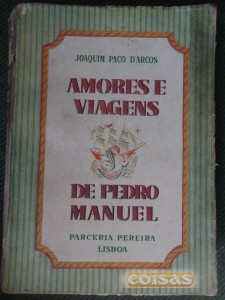 JOAQUIM PAÇO D'ARCOS
AMORES E
VIAGENS
DE PEDRO
MANUEL
PARCERIA PEREIRA
LISBOA
coisas